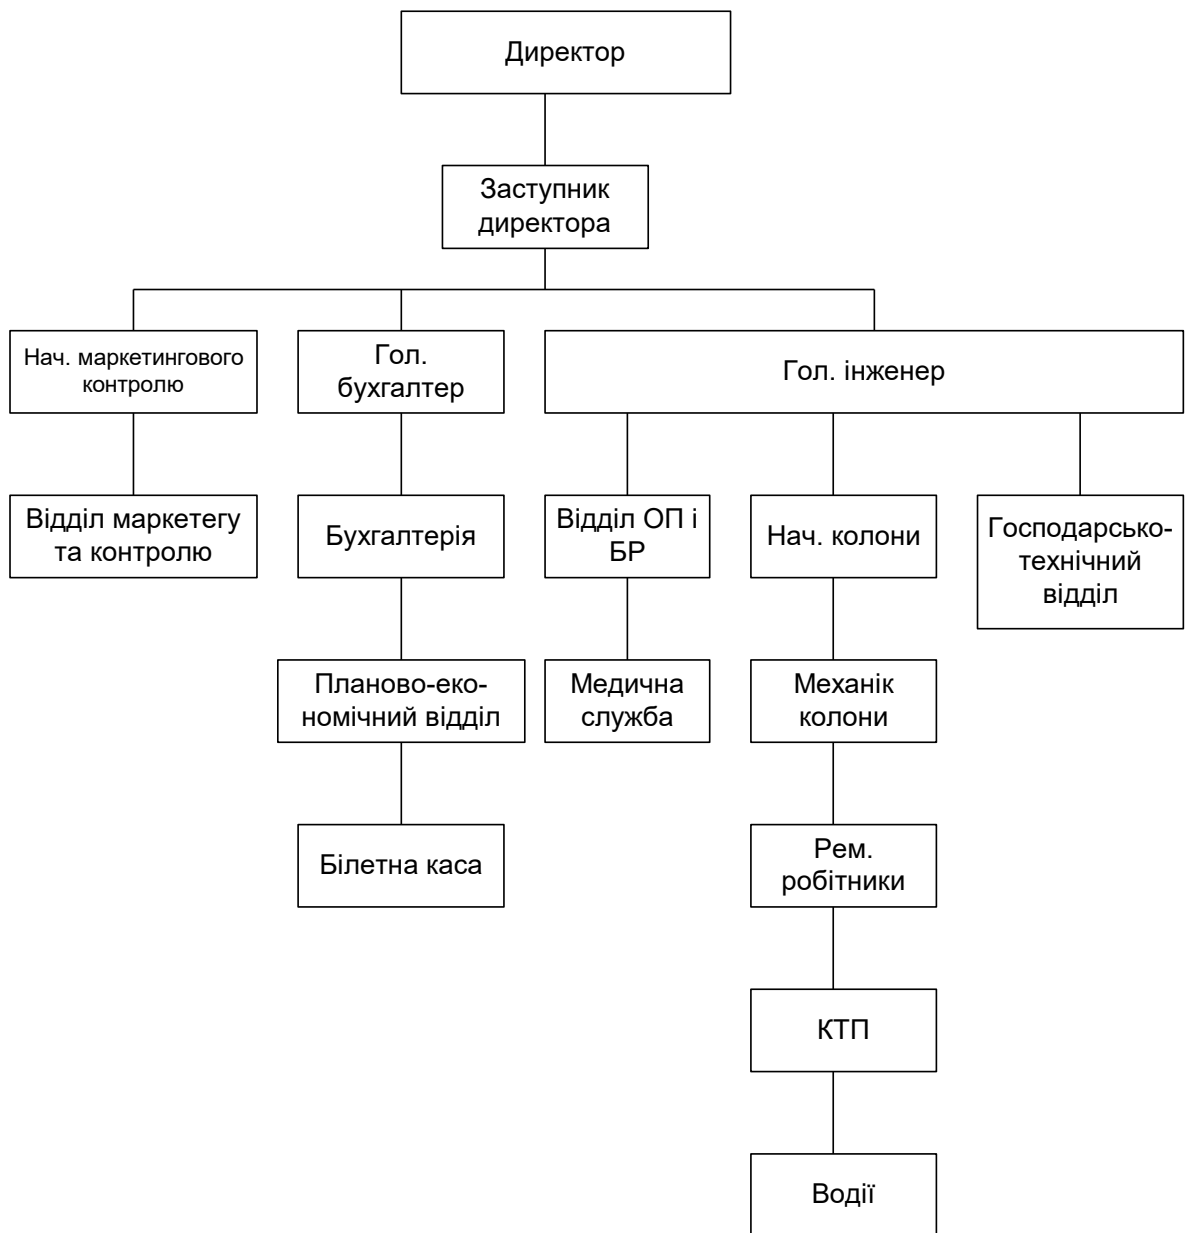 Директор
Заступник
директора
Нач. маркетингового
контролю
Гол.
бухгалтер
Гол. інженер
Відділ маркетегу
та контролю
Бухгалтерія
Відділ ОП і
БР
Нач. колони
Господарсько-
технічний
відділ
Планово-еко-
номічний відділ
Медична
служба
Механік
колони
Білетна каса
Рем.
робітники
КТП
Водії